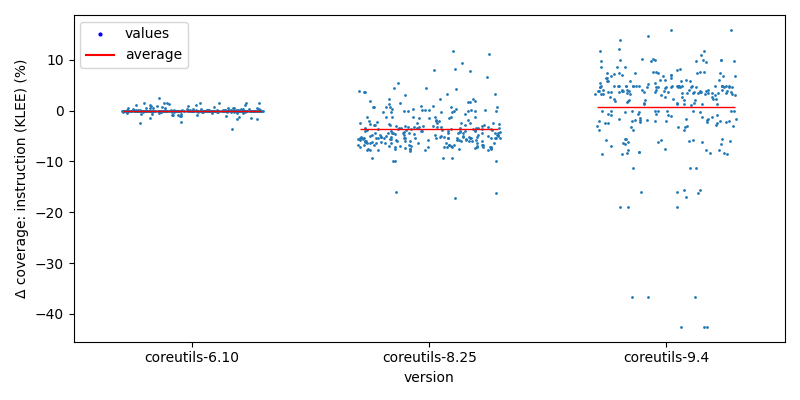 values
average
10
0
−10
−20
−30
−40
Δ coverage: instruction (KLEE) (%)
coreutils-6.10
coreutils-8.25
coreutils-9.4
version